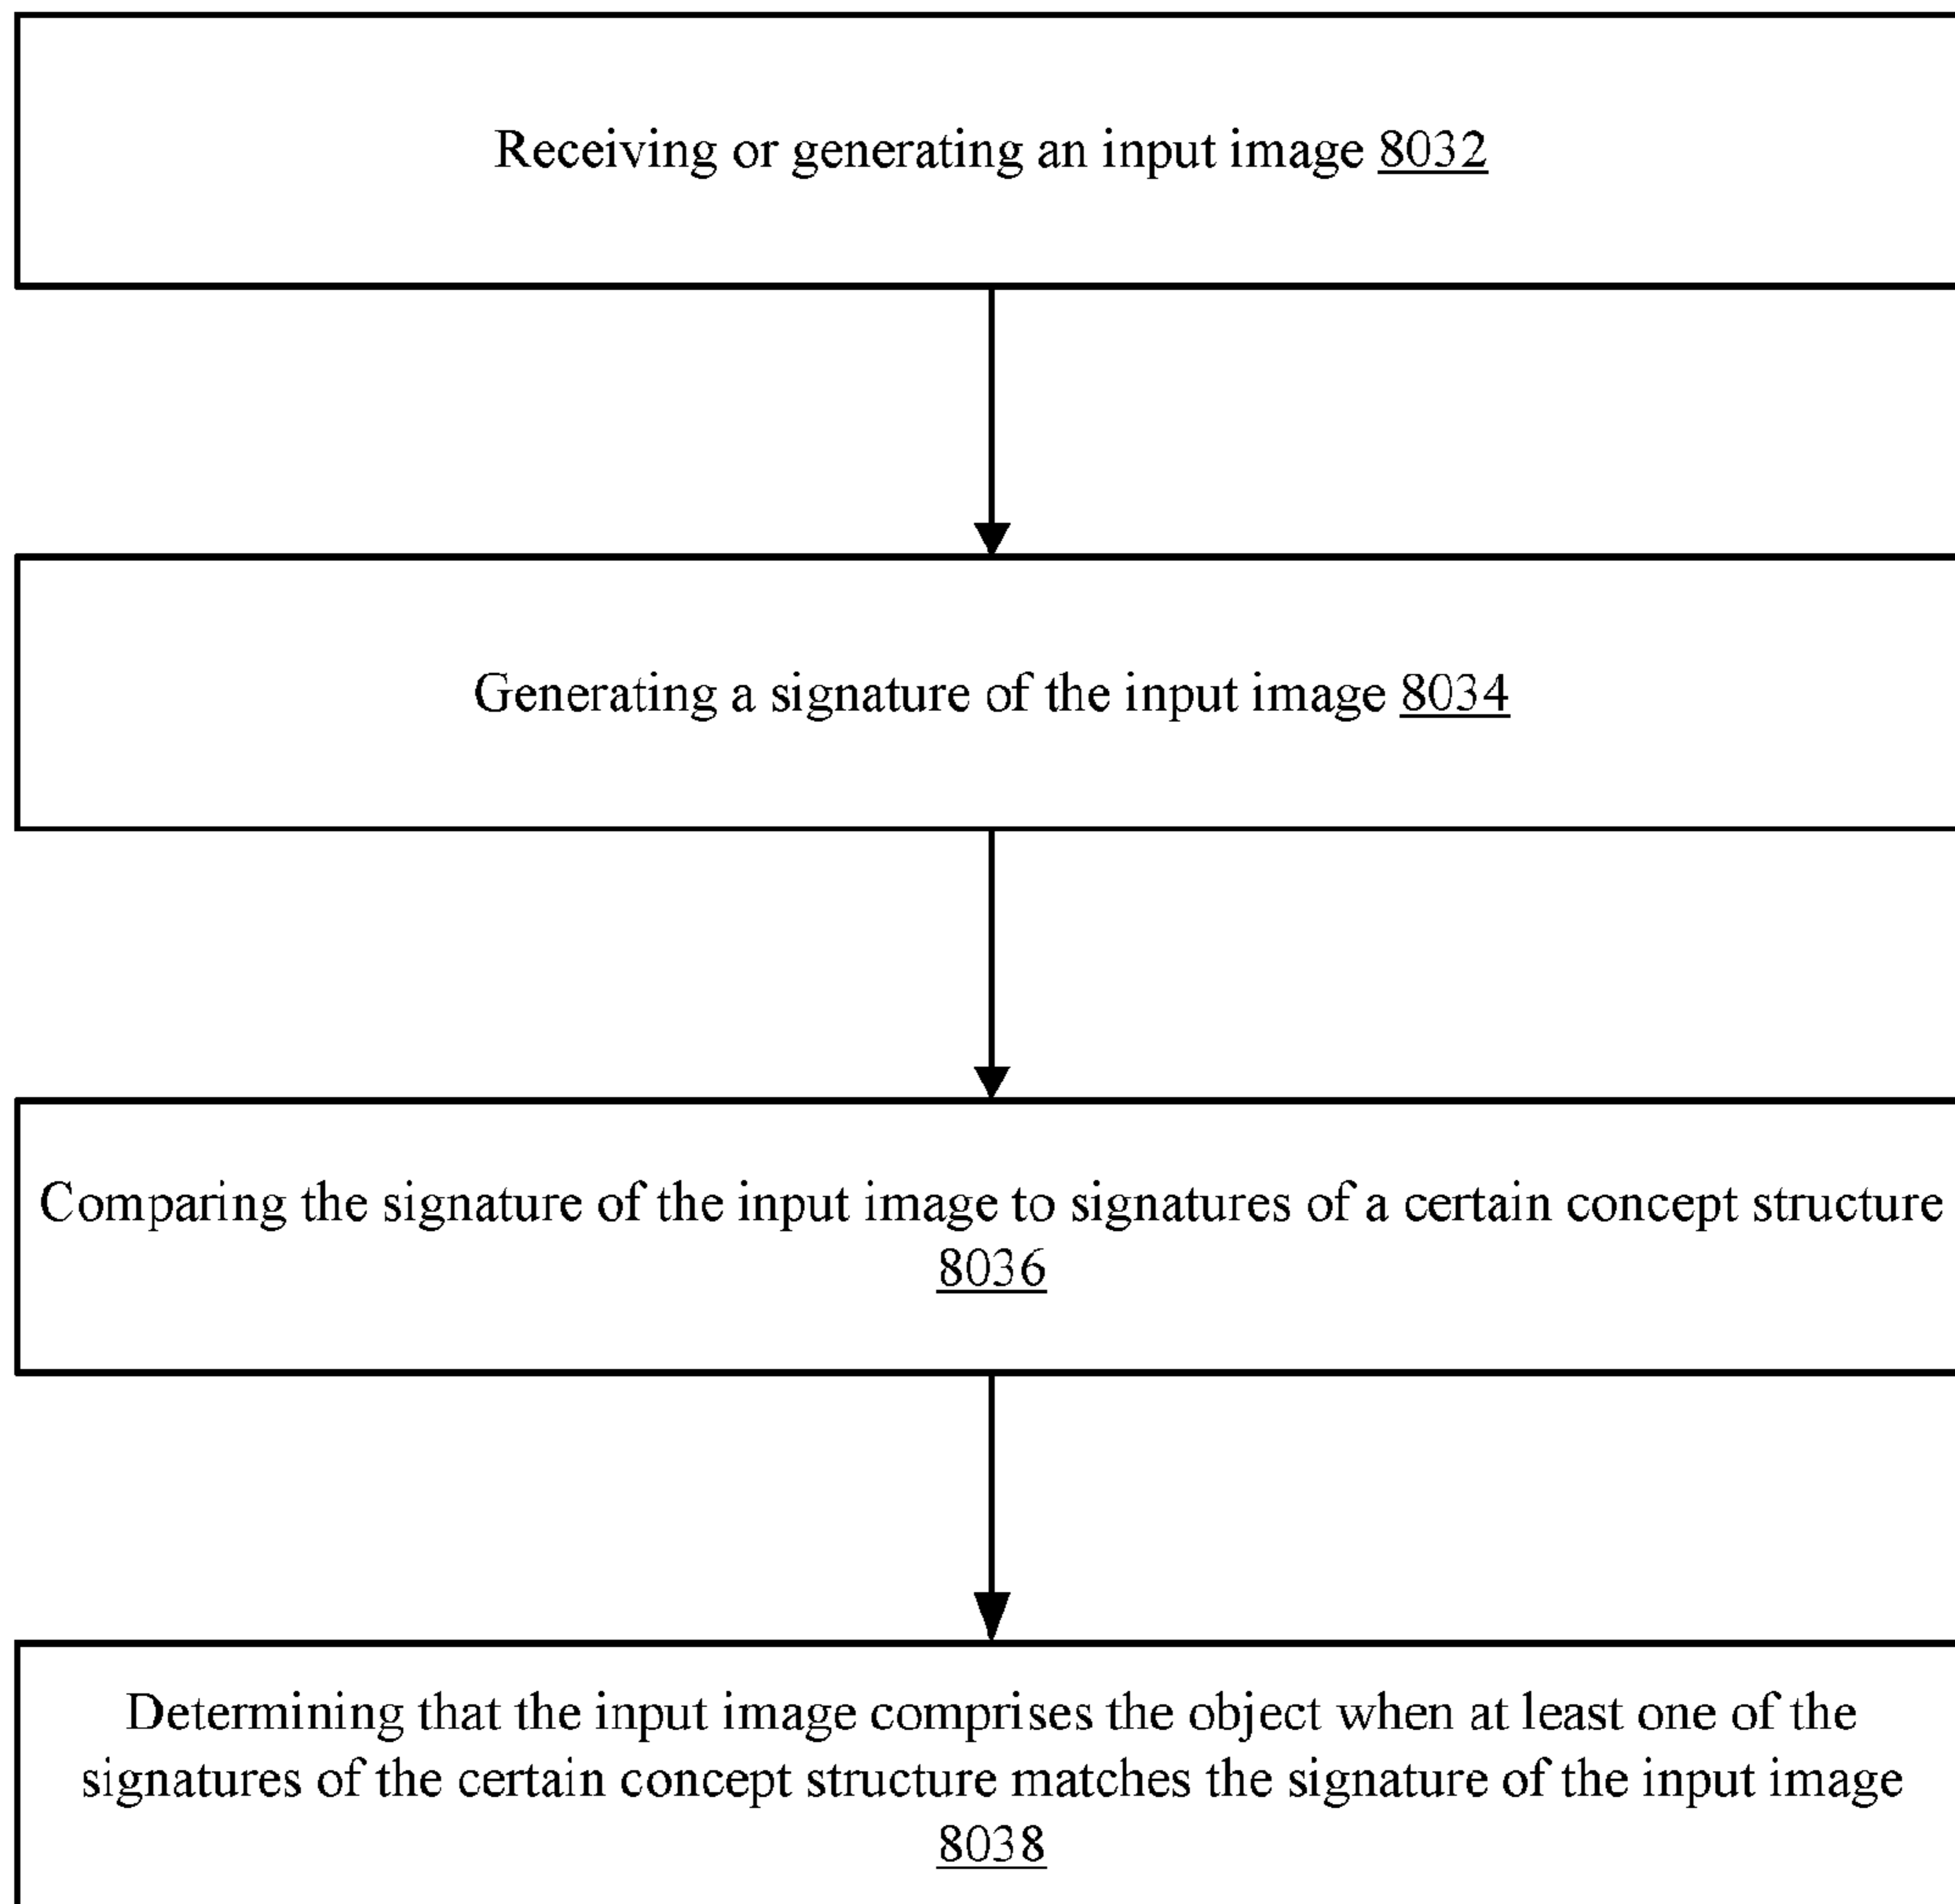 Receiving or generating an input image 8032
Generating a signature of the input image 8034
Comparing the signature of the input image to signatures of a certain concept structure
8036
Determining that the input image comprises the object when at least one of the
signatures of the certain concept structure matches the signature of the input image
8038